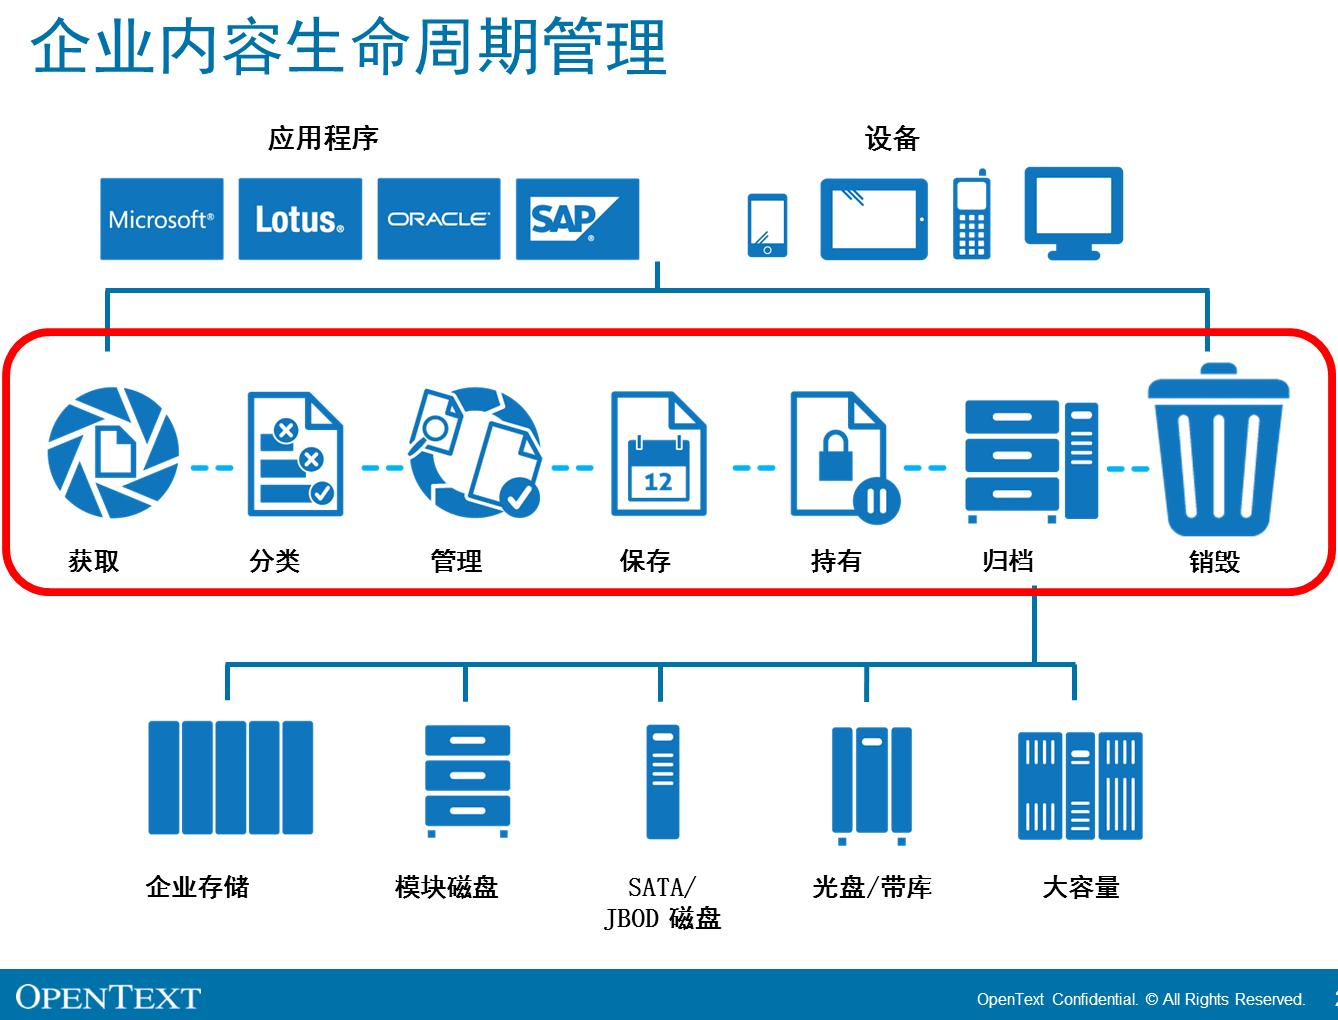 企业内容生命周期管理
应用程序
设备
Microsoft®
Lotus®
ORACLE®
SAP®
12
获取
分类
管理
保存
持有
归档
销毁
企业存储
模块磁盘
SATA/
JBOD 磁盘
光盘/带库
大容量
OPENTEXT
OpenText Confidential. © All Rights Reserved.